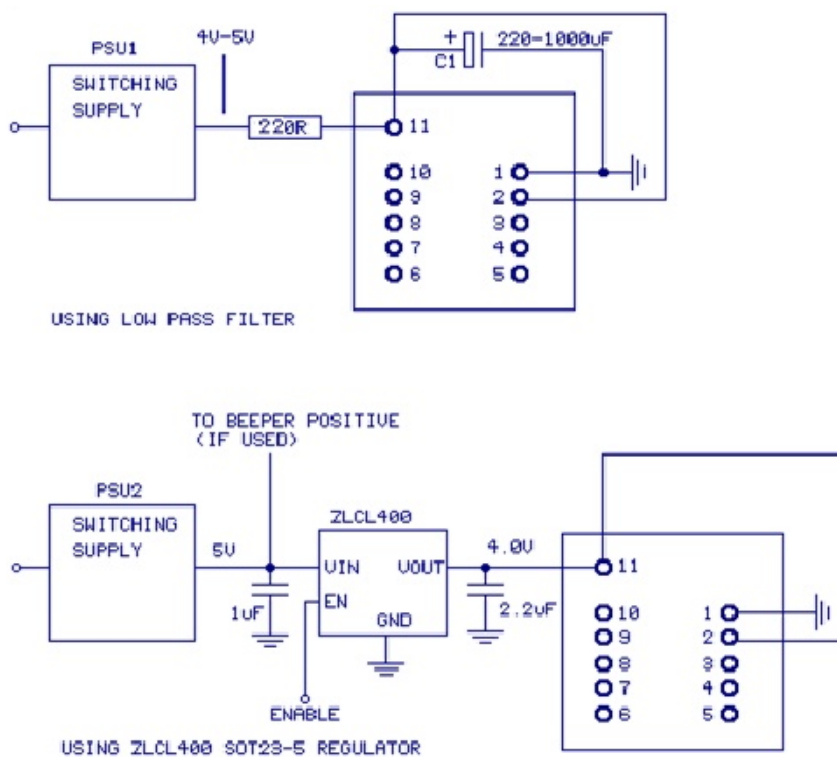 4V-5V
PSU1
SWITCHING
SUPPLY
220R
+
C1
220-1000uF
11
10 1
9 2
8 3
7 4
6 5
USING LOW PASS FILTER
TO BEEPER POSITIVE
(IF USED)
PSU2
SWITCHING
SUPPLY
5V
1uF
ZLCL400
VIN VOUT
EN
GND
ENABLE
4.0V
2.2uF
11
10 1
9 2
8 3
7 4
6 5
USING ZLCL400 SOT23-5 REGULATOR